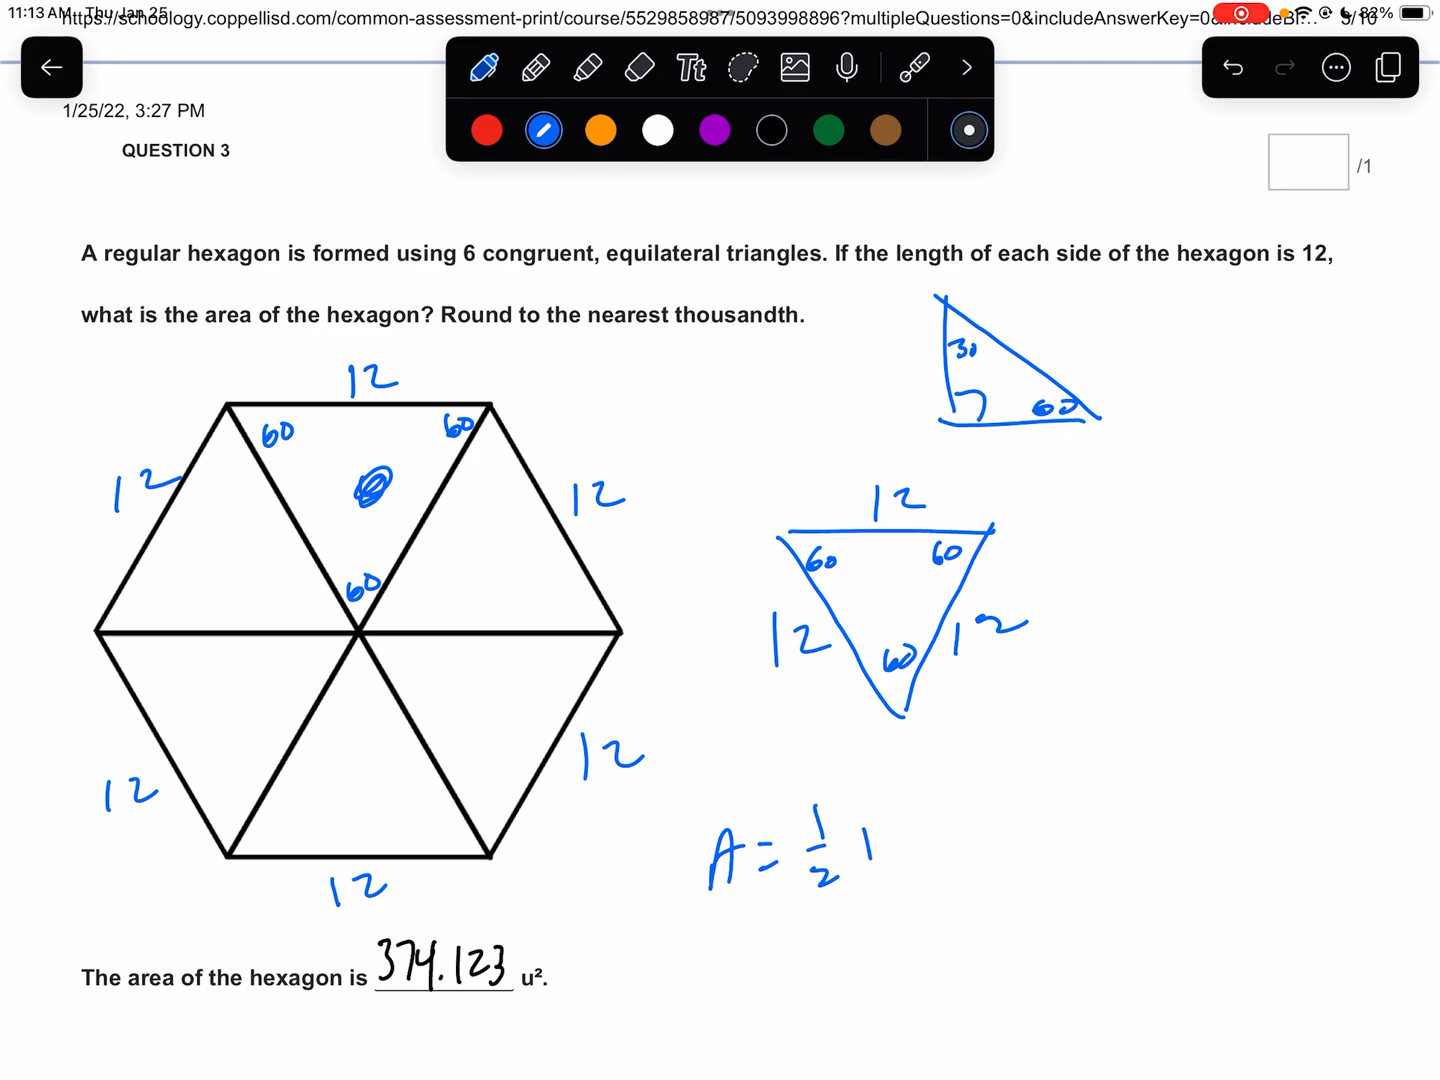 11:13 AM Thu Jan 25
https://schoology.coppellisd.com/common-assessment-print/course/5529858987/5093998896?multipleQuestions=0&includeAnswerKey=0&includeBl...
82%
Tt
1/25/22, 3:27 PM
QUESTION 3
/1
A regular hexagon is formed using 6 congruent, equilateral triangles. If the length of each side of the hexagon is 12,
what is the area of the hexagon? Round to the nearest thousandth.
30
60
12
60 60
12
12
60
12
12
12
12
60 60
12
12
60
A = 1/2 1
The area of the hexagon is 374.123 u².